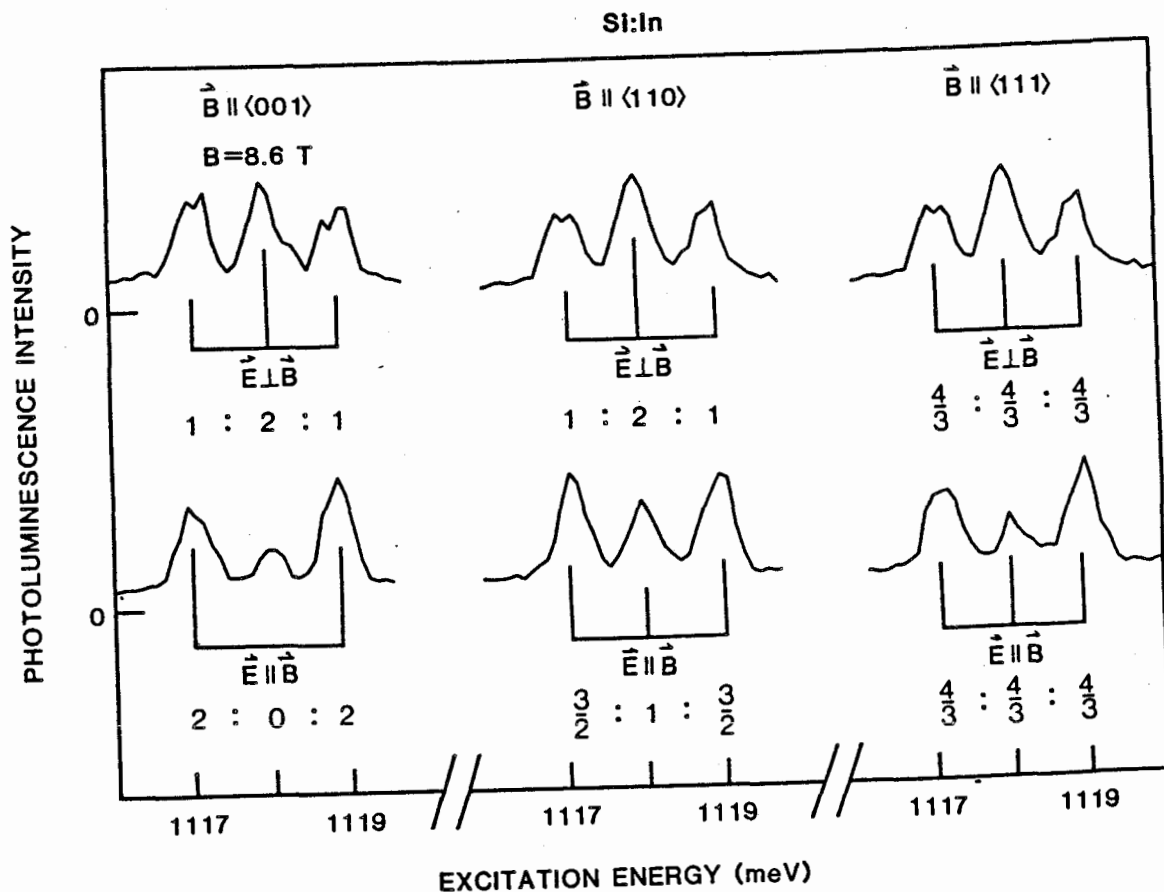 Si:In
B⃗ ∥ ⟨001⟩
B⃗ ∥ ⟨110⟩
B⃗ ∥ ⟨111⟩
B=8.6 T
PHOTOLUMINESCENCE INTENSITY
0
E⃗⊥B⃗
E⃗⊥B⃗
E⃗⊥B⃗
1 : 2 : 1
1 : 2 : 1
4/3 : 4/3 : 4/3
0
E⃗ ∥ B⃗
E⃗ ∥ B⃗
E⃗ ∥ B⃗
2 : 0 : 2
3/2 : 1 : 3/2
4/3 : 4/3 : 4/3
1117 1119 1117 1119 1117 1119
EXCITATION ENERGY (meV)